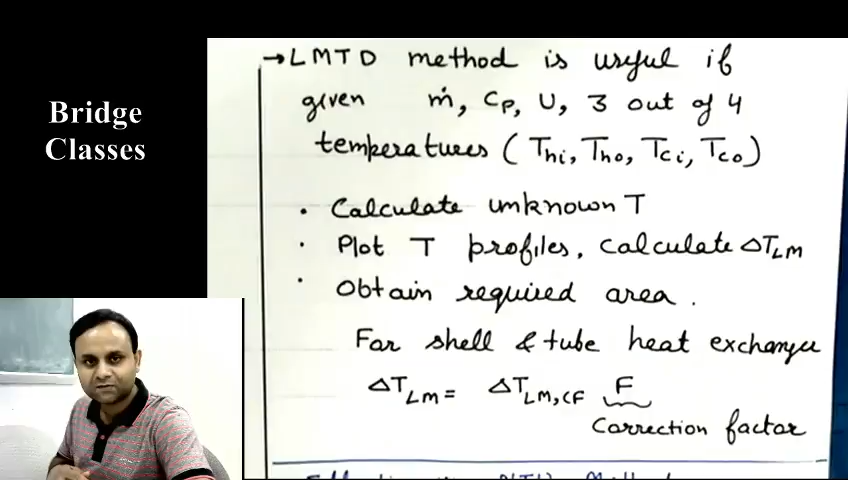 Bridge
Classes
→ LMTD method is useful if
given ṁ, Cp, U, 3 out of 4
temperatures (Thi, Tho, Tci, Tco)
· Calculate unknown T
· Plot T profiles, calculate ΔTLM
· Obtain required area.
For shell & tube heat exchanger
ΔTLM = ΔTLM,CF F
Correction factor
Method